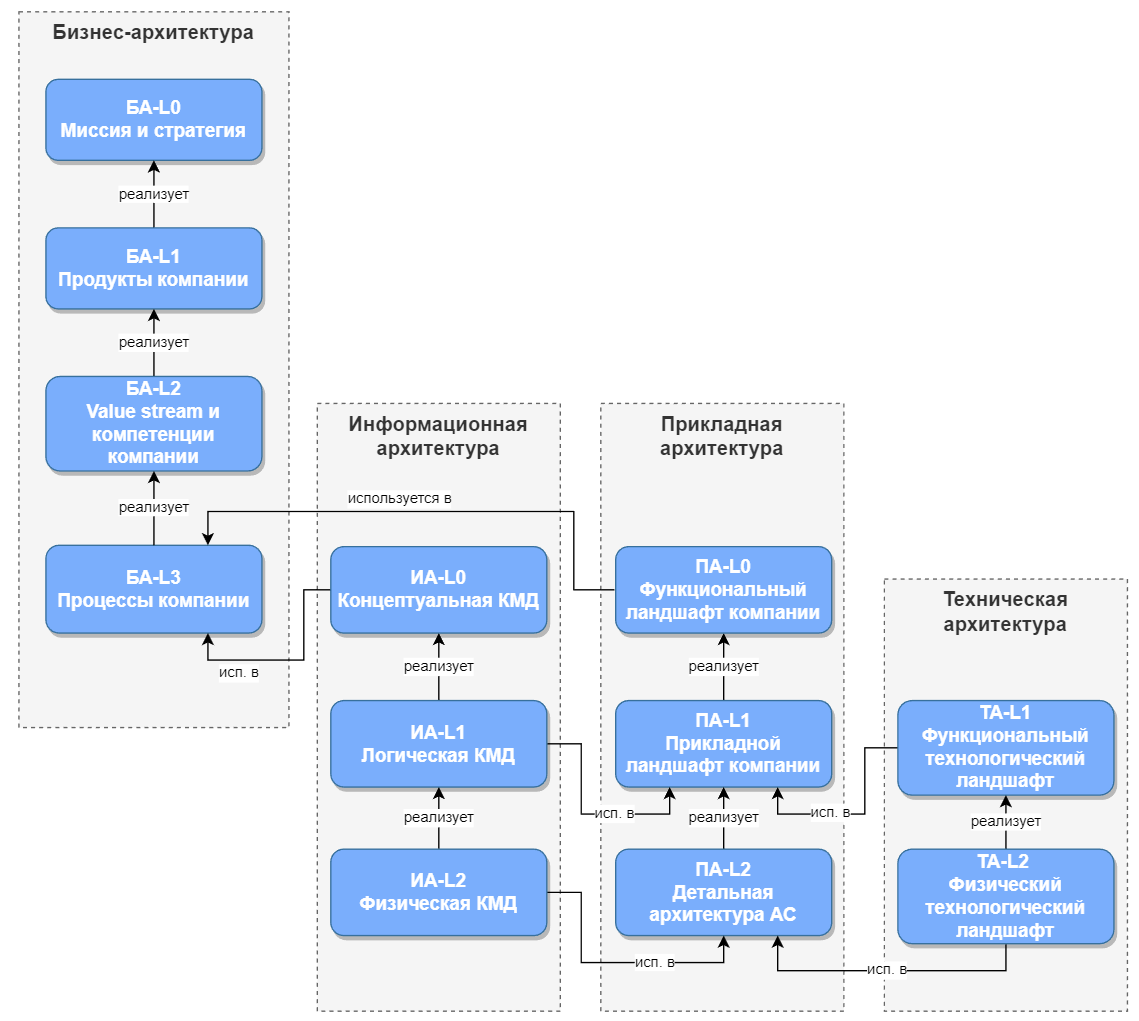 Бизнес-архитектура
БА-L0
Миссия и стратегия
реализует
БА-L1
Продукты компании
реализует
БА-L2
Value stream и
компетенции
компании
реализует
БА-L3
Процессы компании
Информационная
архитектура
используется в
ИА-L0
Концептуальная КМД
исп. в
реализует
ИА-L1
Логическая КМД
исп. в
реализует
ИА-L2
Физическая КМД
исп. в
Прикладная
архитектура
ПА-L0
Функциональный
ландшафт компании
реализует
ПА-L1
Прикладной
ландшафт компании
реализует
ПА-L2
Детальная
архитектура АС
Техническая
архитектура
ТА-L1
Функциональный
технологический
ландшафт
исп. в
реализует
ТА-L2
Физический
технологический
ландшафт
исп. в